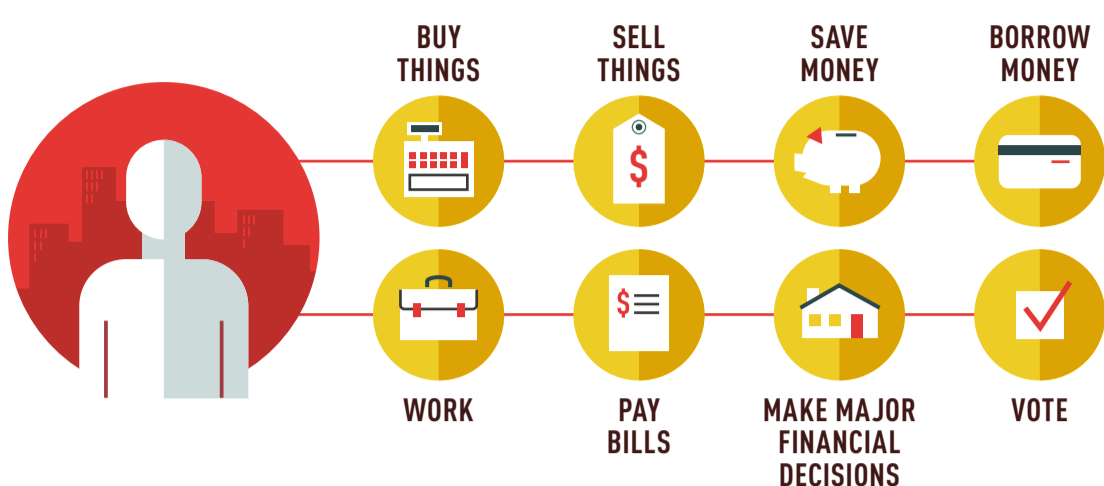 BUY
THINGS
SELL
THINGS
SAVE
MONEY
BORROW
MONEY
$
$
WORK
PAY
BILLS
MAKE MAJOR
FINANCIAL
DECISIONS
VOTE